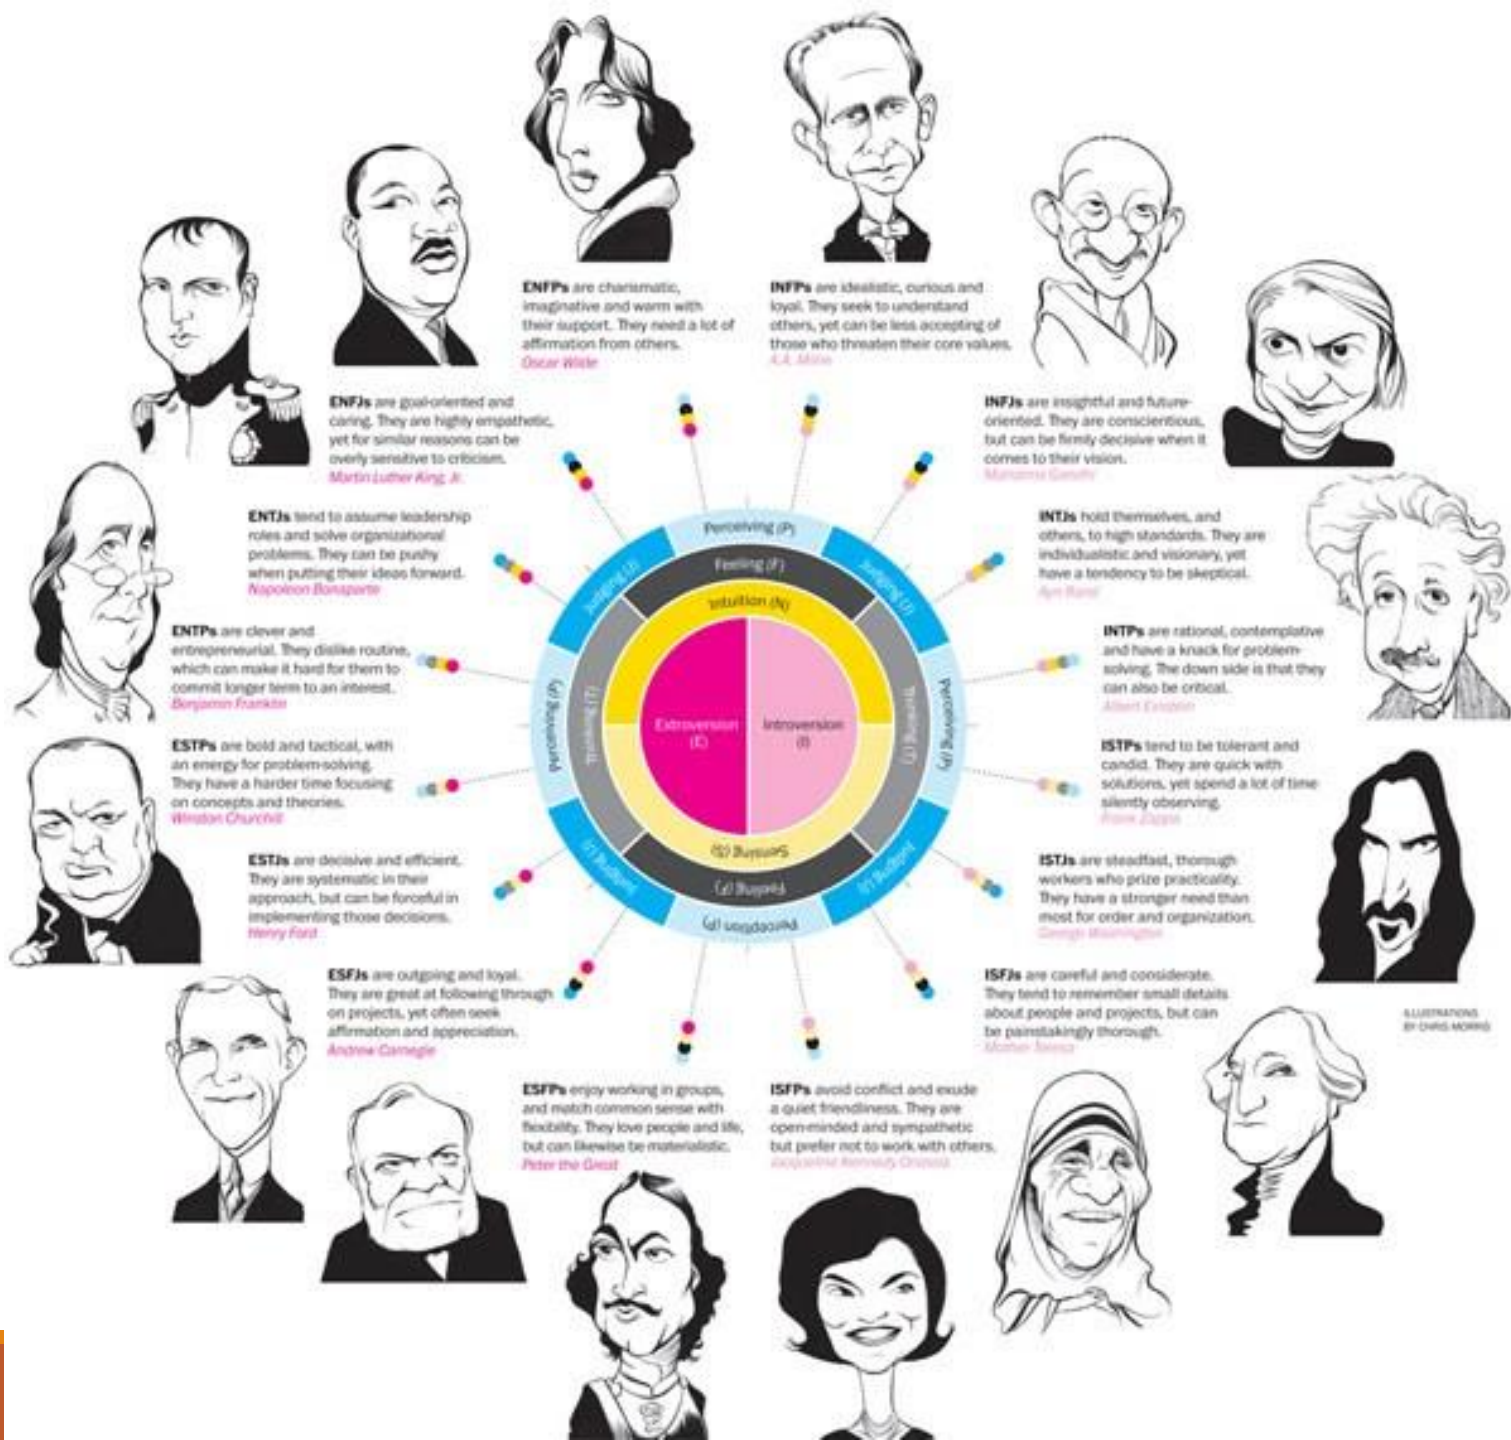 ENFPs are charismatic,
imaginative and warm with
their support. They need a lot of
affirmation from others.
Oscar Wilde
INFPs are idealistic, curious and
loyal. They seek to understand
others, yet can be less accepting of
those who threaten their core values.
A.A. Milne
ENFJs are goal-oriented and
caring. They are highly empathetic,
yet for similar reasons can be
overly sensitive to criticism.
Martin Luther King, Jr.
INFJs are insightful and future-
oriented. They are conscientious,
but can be firmly decisive when it
comes to their vision.
Gandhi
ENTJs tend to assume leadership
roles and solve organizational
problems. They can be pushy
when putting their ideas forward.
Napoleon Bonaparte
INTJs hold themselves, and
others, to high standards. They are
individualistic and visionary, yet
have a tendency to be skeptical.
Ayn Rand
ENTPs are clever and
entrepreneurial. They dislike routine,
which can make it hard for them to
commit longer term to an interest.
Benjamin Franklin
INTPs are rational, contemplative
and have a knack for problem-
solving. The down side is that they
can also be critical.
Albert Einstein
ESTPs are bold and tactical, with
an energy for problem-solving.
They have a harder time focusing
on concepts and theories.
Winston Churchill
ISTPs tend to be tolerant and
candid. They are quick with
solutions, yet spend a lot of time
silently observing.
Frank Zappa
ESTJs are decisive and efficient.
They are systematic in their
approach, but can be forceful in
implementing those decisions.
Henry Ford
ISTJs are steadfast, thorough
workers who prize practicality.
They have a stronger need than
most for order and organization.
George Washington
ESFJs are outgoing and loyal.
They are great at following through
on projects, yet often seek
affirmation and appreciation.
Andrew Carnegie
ISFJs are careful and considerate.
They tend to remember small details
about people and projects, but can
be painstakingly thorough.
Mother Teresa
ESFPs enjoy working in groups,
and match common sense with
flexibility. They love people and life,
but can likewise be materialistic.
Peter the Great
ISFPs avoid conflict and exude
a quiet friendliness. They are
open-minded and sympathetic
but prefer not to work with others.
Jacqueline Kennedy Onassis
Perceiving (P)
Judging (J)
Judging (J)
Feeling (F)
Intuition (N)
Perceiving (P)
Thinking (T)
Extroversion
(E)
Introversion
(I)
Thinking (T)
Perceiving (P)
Sensing (S)
Feeling (F)
Judging (J)
Judging (J)
Perception (P)
ILLUSTRATIONS
BY CHRIS MORRIS